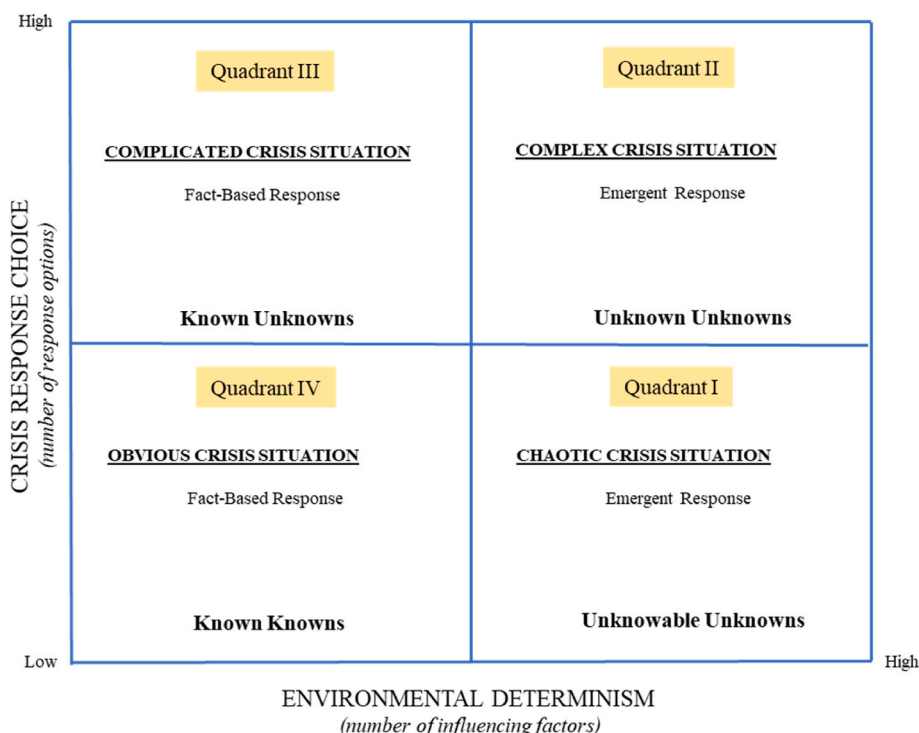 High
Quadrant III
Quadrant II
COMPLICATED CRISIS SITUATION
COMPLEX CRISIS SITUATION
Fact-Based Response
Emergent Response
Known Unknowns
Unknown Unknowns
CRISIS RESPONSE CHOICE
(number of response options)
Quadrant IV
Quadrant I
OBVIOUS CRISIS SITUATION
CHAOTIC CRISIS SITUATION
Fact-Based Response
Emergent Response
Known Knowns
Unknowable Unknowns
Low
High
ENVIRONMENTAL DETERMINISM
(number of influencing factors)